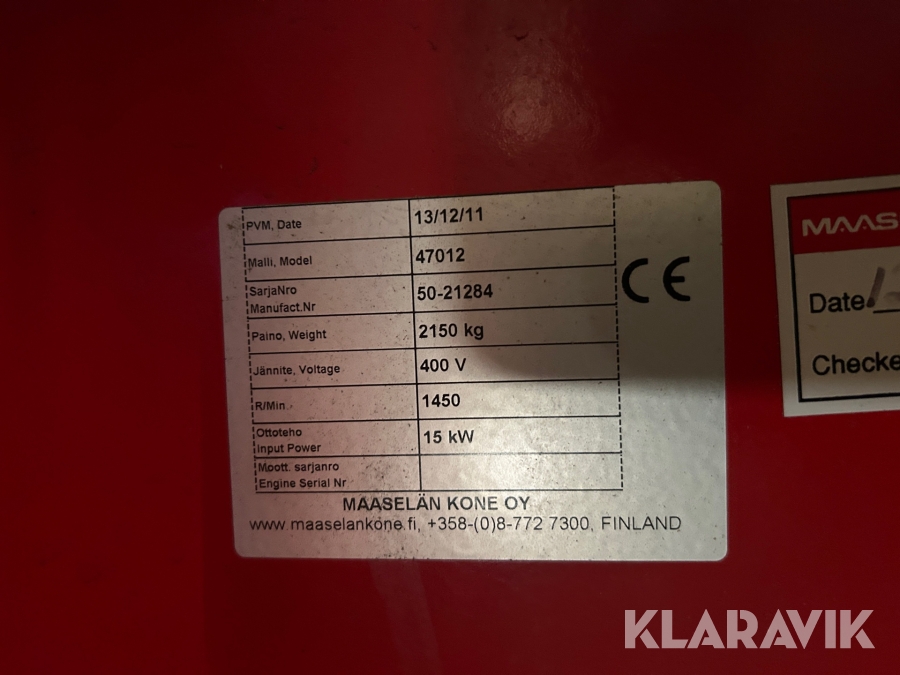 PVM, Date 13/12/11
Malli, Model 47012
SarjaNro
Manufact.Nr 50-21284
Paino, Weight 2150 kg
Jännite, Voltage 400 V
R/Min. 1450
Ottoteho
Input Power 15 kW
Moott. sarjanro
Engine Serial Nr
CE
MAASELÄN KONE OY
www.maaselankone.fi, +358-(0)8-772 7300, FINLAND
MAAS
Date
Checke
KLARAVIK